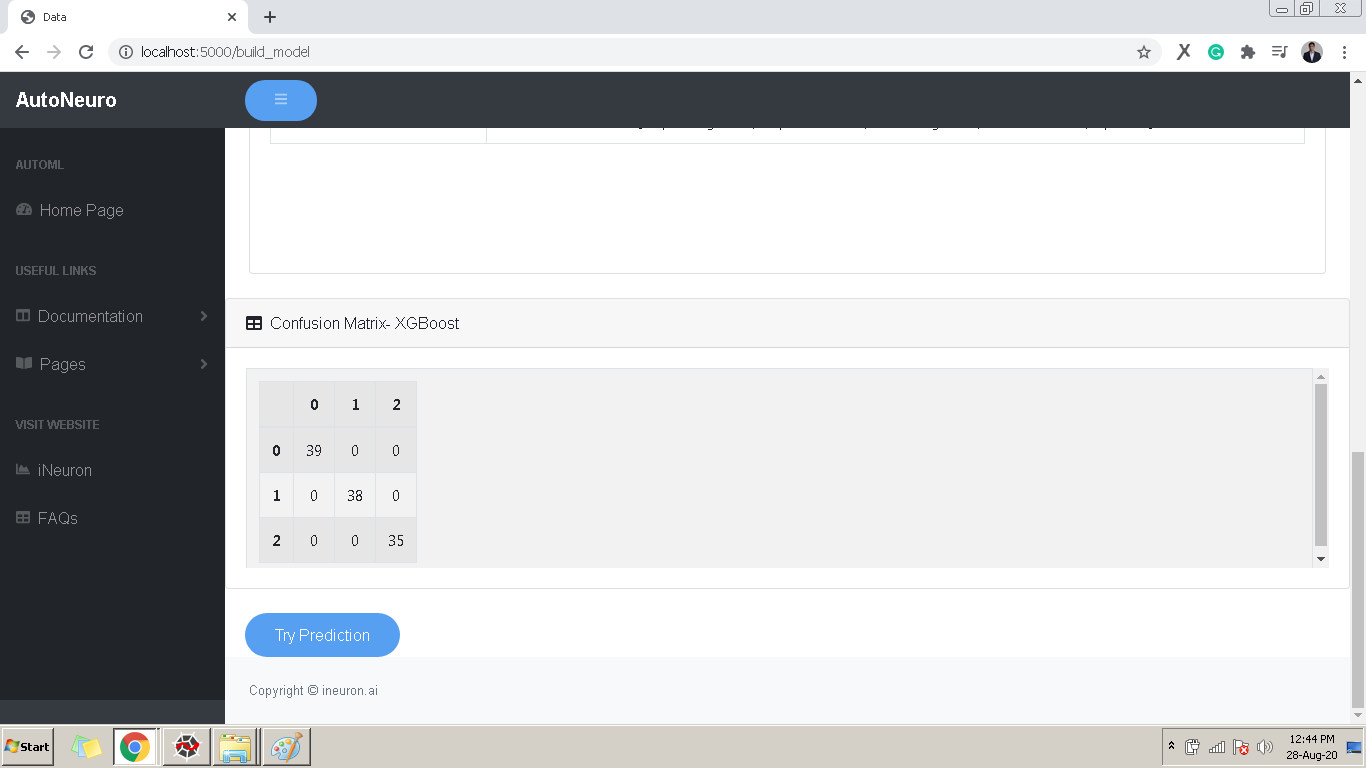 Data
localhost:5000/build_model
AutoNeuro
AUTOML
Home Page
USEFUL LINKS
Documentation
Pages
VISIT WEBSITE
iNeuron
FAQs
Confusion Matrix- XGBoost
0 1 2
0 39 0 0
1 0 38 0
2 0 0 35
Try Prediction
Copyright © ineuron.ai
Start
12:44 PM
28-Aug-20